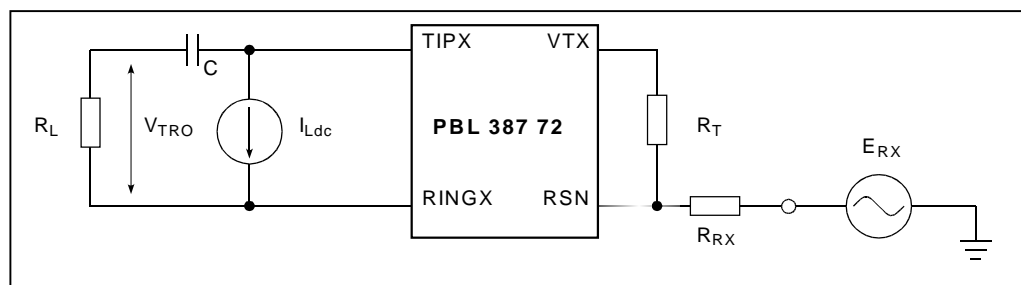 TIPX VTX
C
R_L V_TRO I_Ldc PBL 387 72 R_T
E_RX
RINGX RSN
R_RX